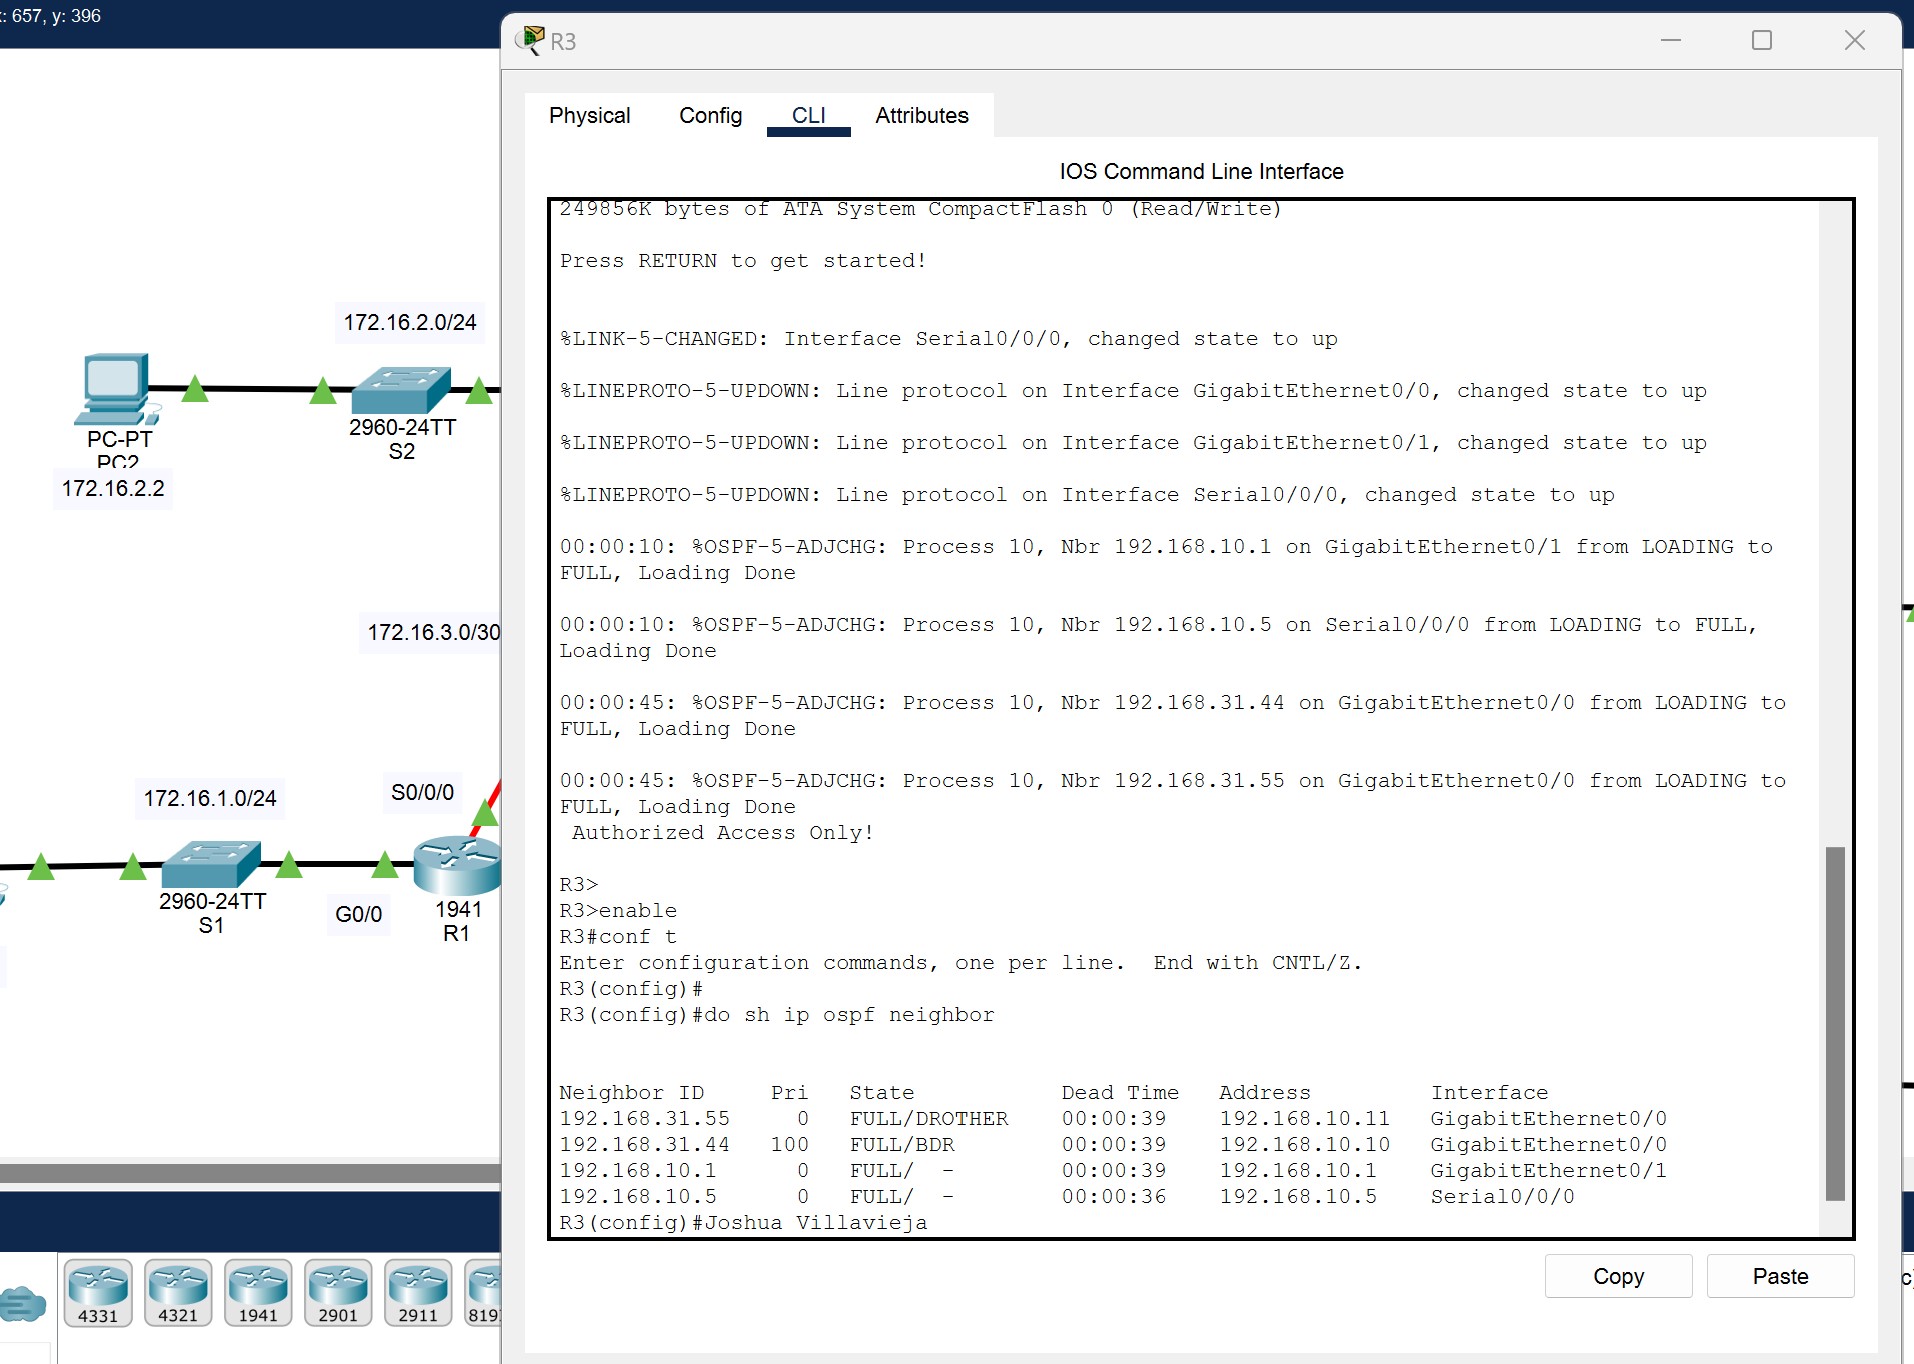 : 657, y: 396
172.16.2.0/24
PC-PT
PC2
172.16.2.2
2960-24TT
S2
172.16.3.0/30
172.16.1.0/24
S0/0/0
2960-24TT
S1
G0/0
1941
R1
4331
4321
1941
2901
2911
819
R3
Physical Config CLI Attributes
IOS Command Line Interface
249856K bytes of ATA System CompactFlash 0 (Read/Write)
Press RETURN to get started!
%LINK-5-CHANGED: Interface Serial0/0/0, changed state to up
%LINEPROTO-5-UPDOWN: Line protocol on Interface GigabitEthernet0/0, changed state to up
%LINEPROTO-5-UPDOWN: Line protocol on Interface GigabitEthernet0/1, changed state to up
%LINEPROTO-5-UPDOWN: Line protocol on Interface Serial0/0/0, changed state to up
00:00:10: %OSPF-5-ADJCHG: Process 10, Nbr 192.168.10.1 on GigabitEthernet0/1 from LOADING to
FULL, Loading Done
00:00:10: %OSPF-5-ADJCHG: Process 10, Nbr 192.168.10.5 on Serial0/0/0 from LOADING to FULL,
Loading Done
00:00:45: %OSPF-5-ADJCHG: Process 10, Nbr 192.168.31.44 on GigabitEthernet0/0 from LOADING to
FULL, Loading Done
00:00:45: %OSPF-5-ADJCHG: Process 10, Nbr 192.168.31.55 on GigabitEthernet0/0 from LOADING to
FULL, Loading Done
Authorized Access Only!
R3>
R3>enable
R3#conf t
Enter configuration commands, one per line. End with CNTL/Z.
R3(config)#
R3(config)#do sh ip ospf neighbor
Neighbor ID Pri State Dead Time Address Interface
192.168.31.55 0 FULL/DROTHER 00:00:39 192.168.10.11 GigabitEthernet0/0
192.168.31.44 100 FULL/BDR 00:00:39 192.168.10.10 GigabitEthernet0/0
192.168.10.1 0 FULL/ - 00:00:39 192.168.10.1 GigabitEthernet0/1
192.168.10.5 0 FULL/ - 00:00:36 192.168.10.5 Serial0/0/0
R3(config)#Joshua Villavieja
Copy Paste